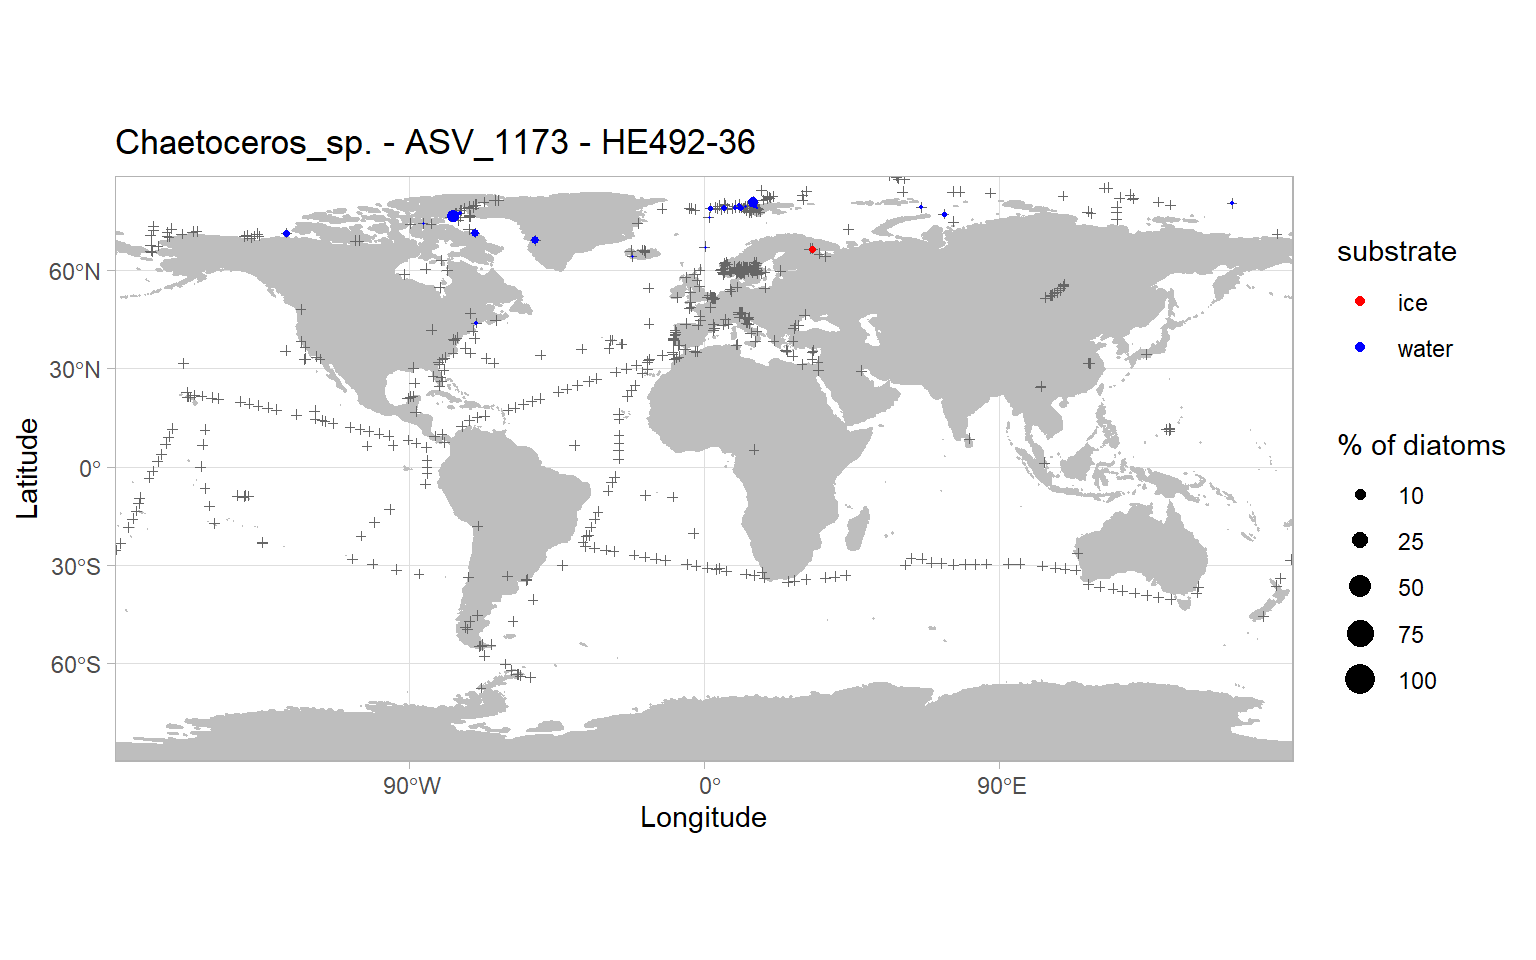 Chaetoceros_sp. - ASV_1173 - HE492-36
60°N
30°N
0°
30°S
60°S
Latitude
90°W
0°
90°E
Longitude
substrate
ice
water
% of diatoms
10
25
50
75
100